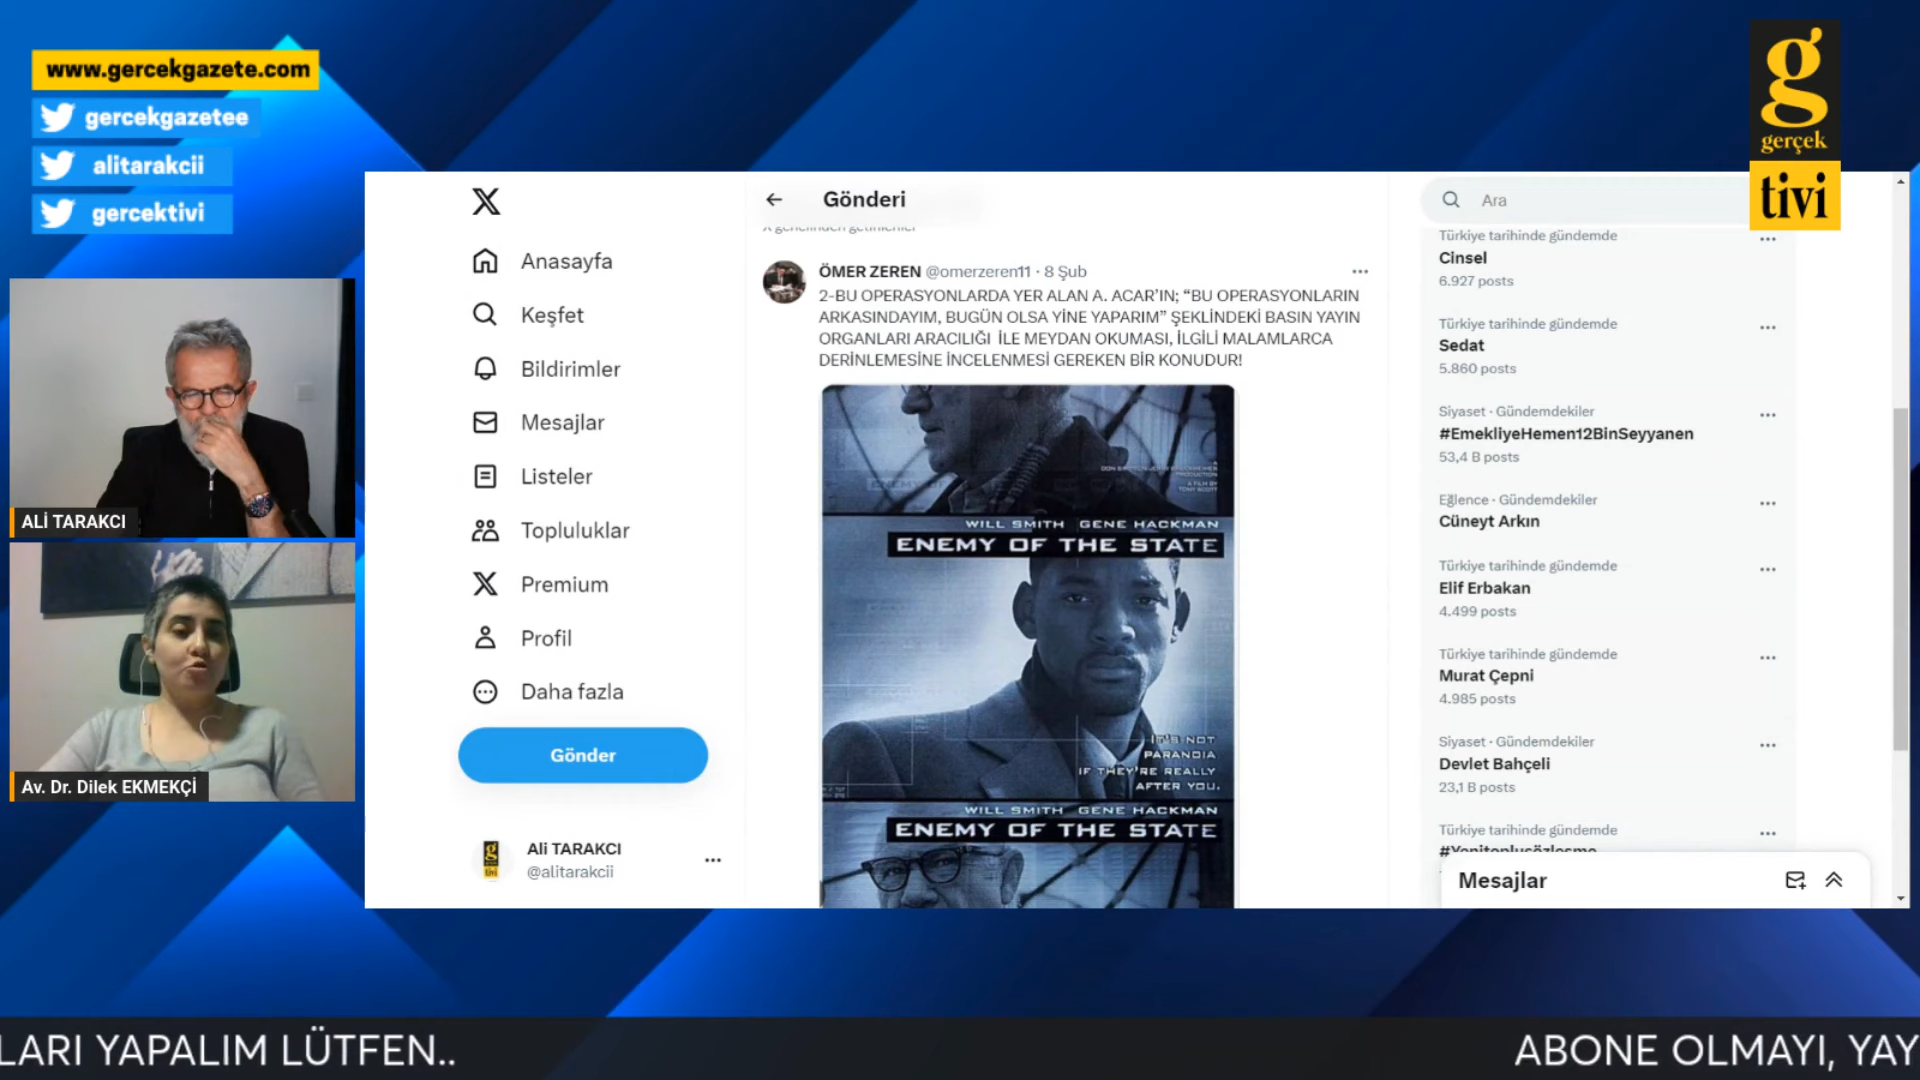 www.gercekgazete.com
gercekgazetee
alitarakcii
gercektivi
g
gerçek
tivi
ALİ TARAKCI
Av. Dr. Dilek EKMEKÇİ
Anasayfa
Keşfet
Bildirimler
Mesajlar
Listeler
Topluluklar
Premium
Profil
Daha fazla
Gönder
Ali TARAKCI
@alitarakcii
Gönderi
ÖMER ZEREN @omerzeren11 · 8 Şub
2-BU OPERASYONLARDA YER ALAN A. ACAR’IN; “BU OPERASYONLARIN
ARKASINDAYIM, BUGÜN OLSA YİNE YAPARIM” ŞEKLİNDEKİ BASIN YAYIN
ORGANLARI ARACILIĞI İLE MEYDAN OKUMASI, İLGİLİ MALAMLARCA
DERİNLEMESİNE İNCELENMESİ GEREKEN BİR KONUDUR!
WILL SMITH GENE HACKMAN
ENEMY OF THE STATE
IT'S NOT
PARANOIA
IF THEY'RE REALLY
AFTER YOU.
WILL SMITH GENE HACKMAN
ENEMY OF THE STATE
Ara
Türkiye tarihinde gündemde
Cinsel
6.927 posts
Türkiye tarihinde gündemde
Sedat
5.860 posts
Siyaset · Gündemdekiler
#EmekliyeHemen12BinSeyyanen
53,4 B posts
Eğlence · Gündemdekiler
Cüneyt Arkın
Türkiye tarihinde gündemde
Elif Erbakan
4.499 posts
Türkiye tarihinde gündemde
Murat Çepni
4.985 posts
Siyaset · Gündemdekiler
Devlet Bahçeli
23,1 B posts
Türkiye tarihinde gündemde
#Yenitoplusözleşme
Mesajlar
LARI YAPALIM LÜTFEN..
ABONE OLMAYI, YAY